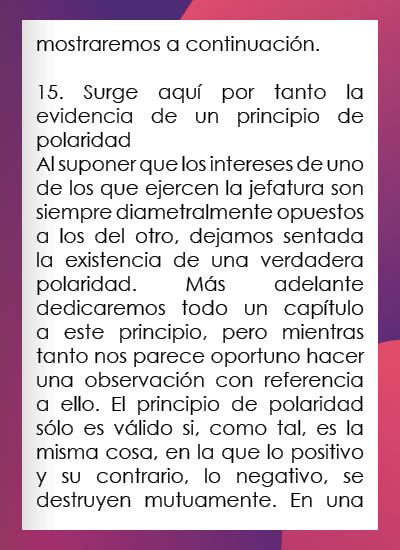 mostraremos a continuación.
15. Surge aquí por tanto la
evidencia de un principio de
polaridad
Al suponer que los intereses de uno
de los que ejercen la jefatura son
siempre diametralmente opuestos
a los del otro, dejamos sentada
la existencia de una verdadera
polaridad. Más adelante
dedicaremos todo un capítulo
a este principio, pero mientras
tanto nos parece oportuno hacer
una observación con referencia
a ello. El principio de polaridad
sólo es válido si, como tal, es la
misma cosa, en la que lo positivo
y su contrario, lo negativo, se
destruyen mutuamente. En una